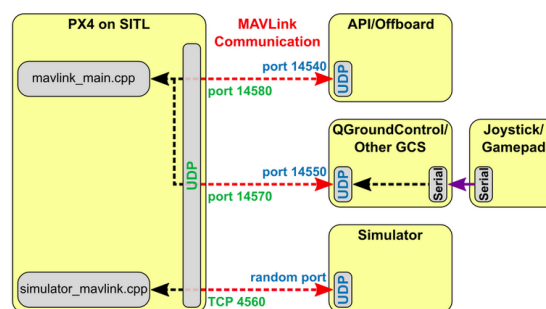 PX4 on SITL
MAVLink
Communication
API/Offboard
mavlink_main.cpp
port 14540
port 14580
UDP
UDP
QGroundControl/
Other GCS
Joystick/
Gamepad
port 14550
port 14570
UDP
Serial
Serial
Simulator
simulator_mavlink.cpp
random port
TCP 4560
UDP